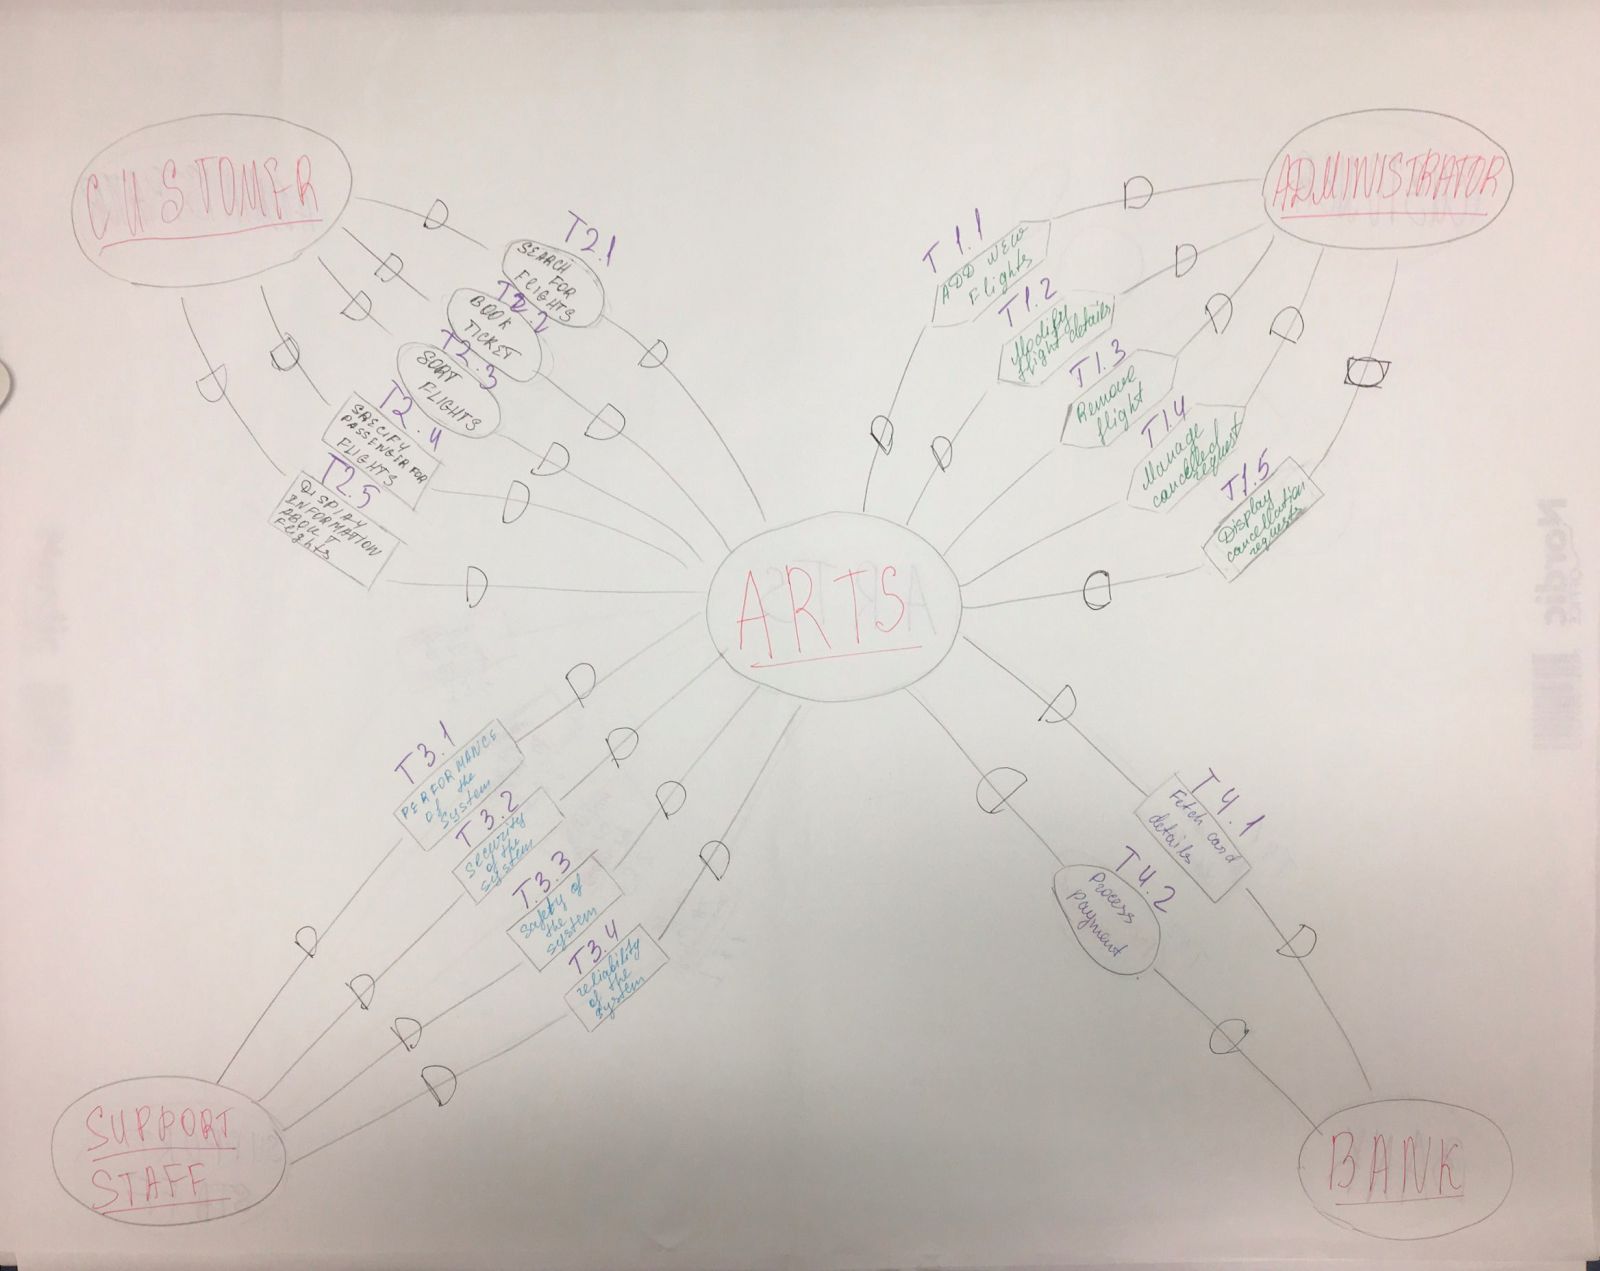 CUSTOMER
T2.1
SEARCH
FOR
FLIGHTS
T2.2
BOOK
TICKET
T2.3
SORT
FLIGHTS
T2.4
SPECIFY
PASSENGER FOR
FLIGHTS
T2.5
DISPLAY
INFORMATION
ABOUT
Flights
ADMINISTRATOR
T1.1
ADD NEW
Flights
T1.2
Modify
flight details
T1.3
Remove
flight
T1.4
Manage
cancelled
request
T1.5
Display
cancellation
requests
ARTS
T3.1
PERFORMANCE
of the
system
T3.2
security
of the
system
T3.3
Safety of
the
system
T3.4
reliability
of the
system
T4.1
Fetch card
details
T4.2
Process
payment
SUPPORT
STAFF
BANK
Nordic